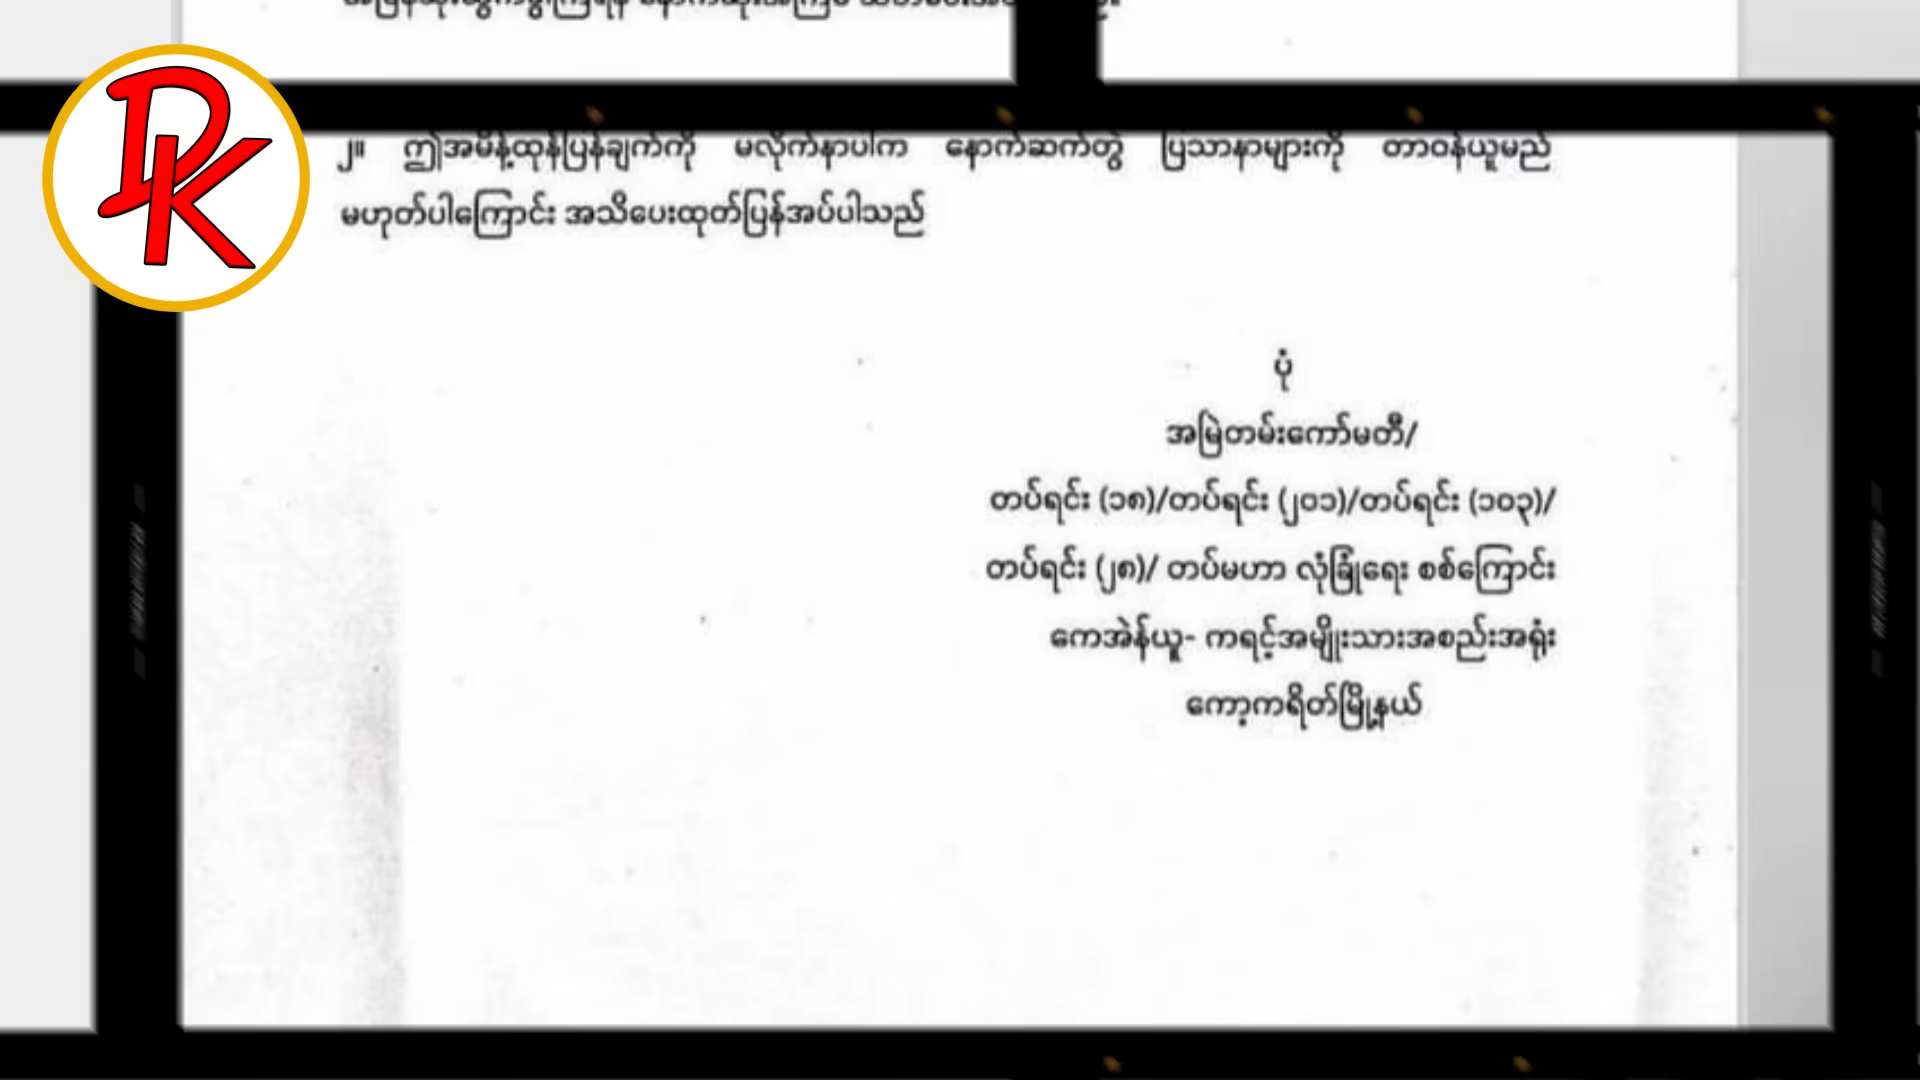 DK
၂။ ဤအမိန့်ထုန်ပြန်ချက်ကို မလိုက်နာပါက နောက်ဆက်တွဲ ပြသာနာများကို တာဝန်ယူမည်
မဟုတ်ပါကြောင်း အသိပေးထုတ်ပြန်အပ်ပါသည်
ပုံ
အမြဲတမ်းကော်မတီ/
တပ်ရင်း (၁၈)/တပ်ရင်း (၂၀၁)/တပ်ရင်း (၁၀၃)/
တပ်ရင်း (၂၈)/ တပ်မဟာ လုံခြုံရေး စစ်ကြောင်း
ကေအဲန်ယူ- ကရင့်အမျိုးသားအစည်းအရုံး
ကော့ကရိတ်မြို့နယ်